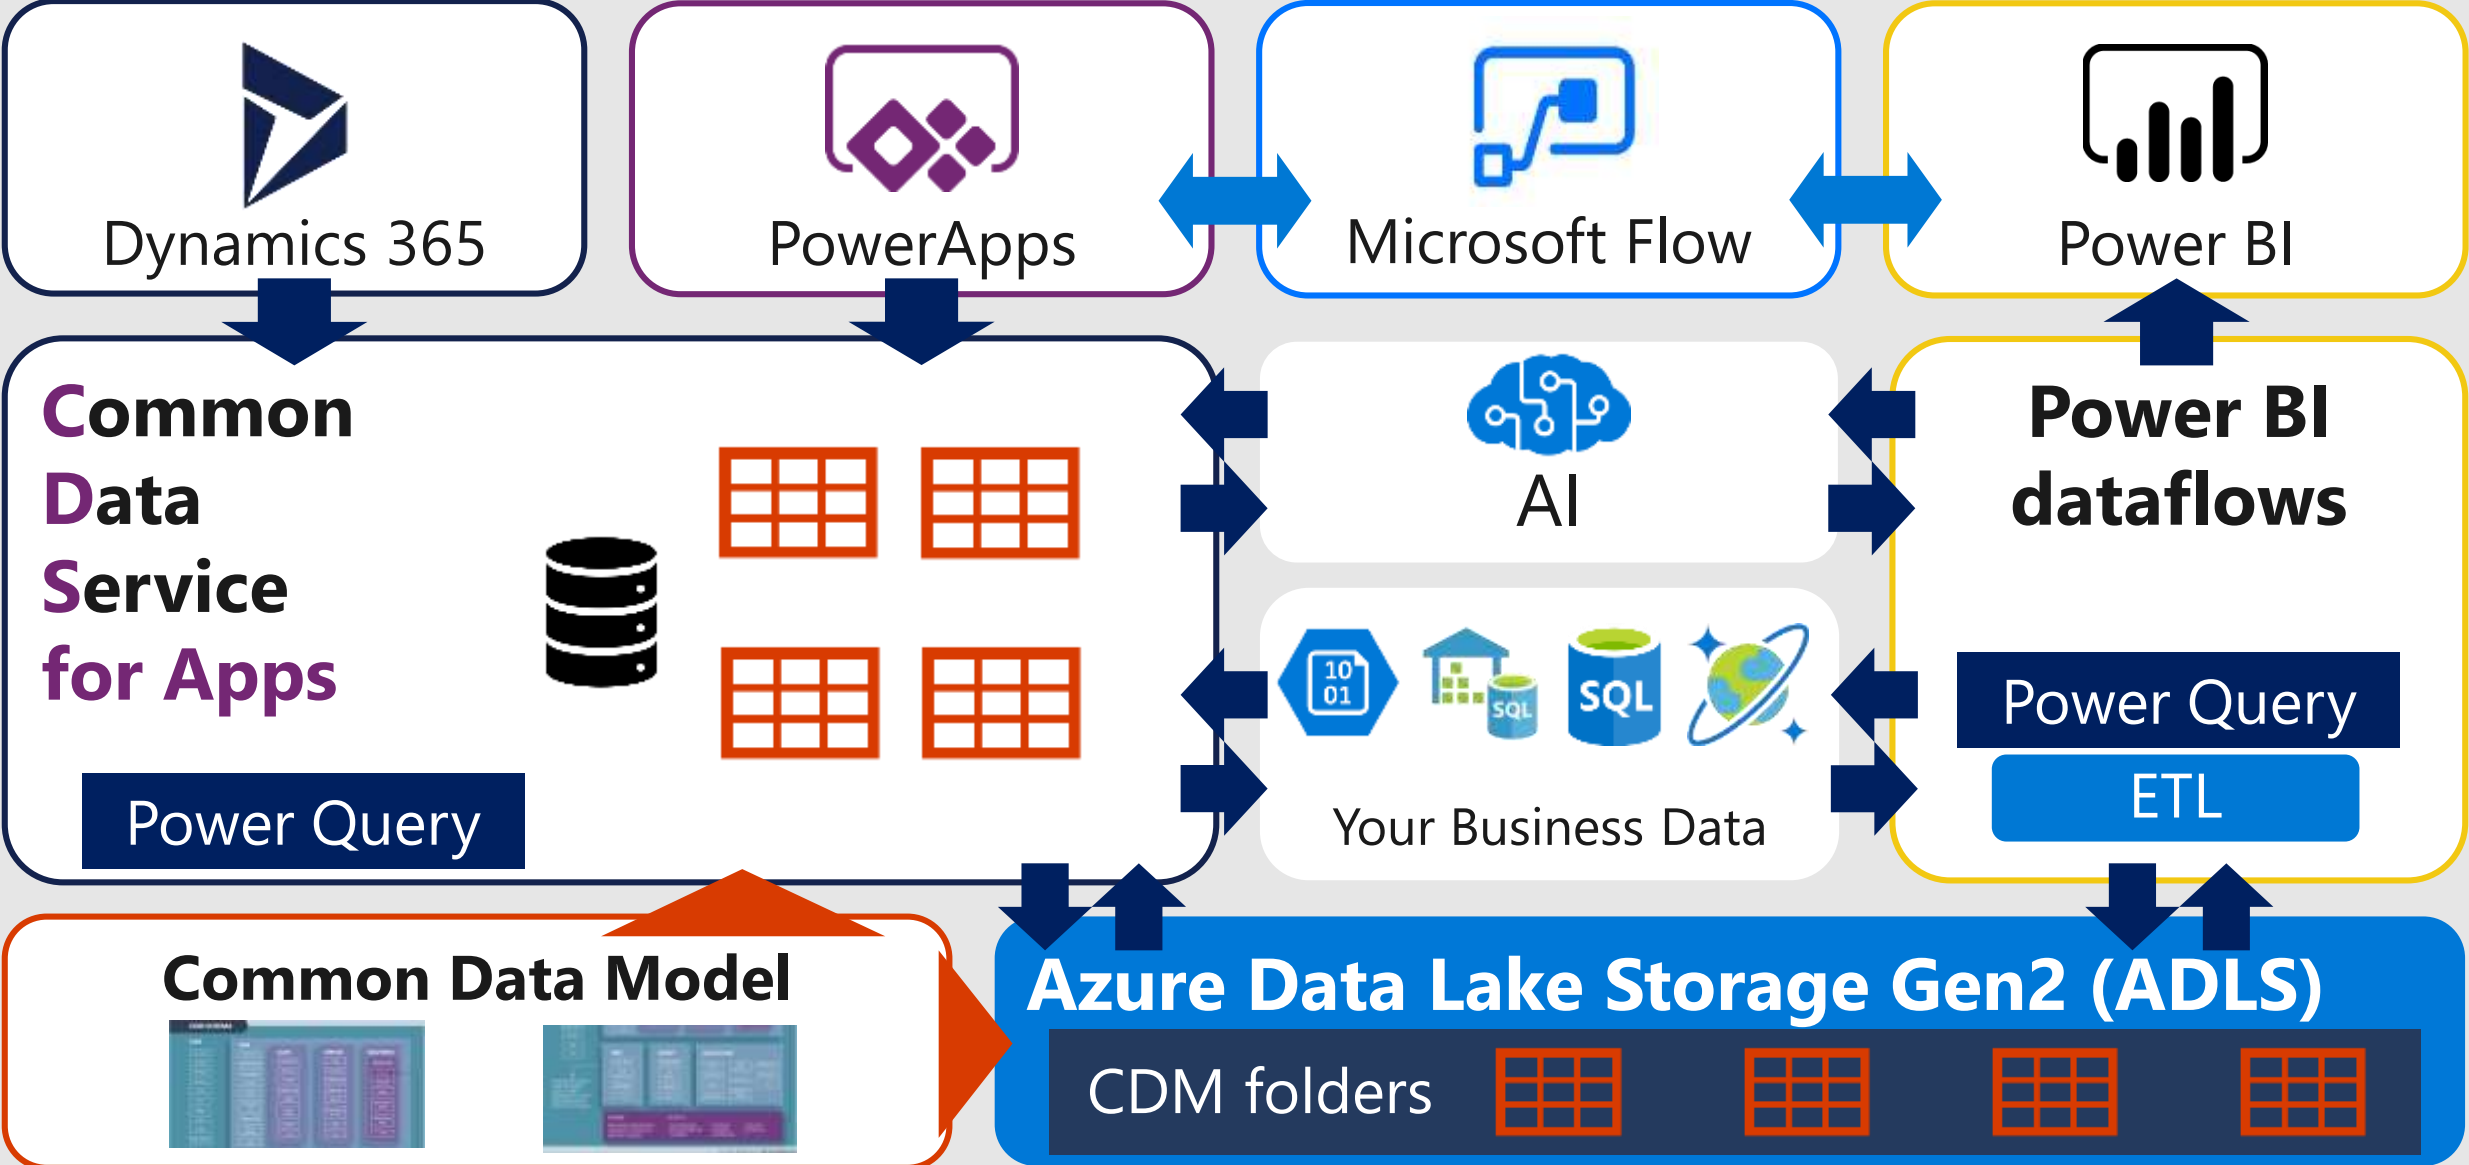 Dynamics 365
PowerApps
Microsoft Flow
Power BI
Common
Data
Service
for Apps
Power Query
AI
10
01
SQL
SQL
Your Business Data
Power BI
dataflows
Power Query
ETL
Common Data Model
Azure Data Lake Storage Gen2 (ADLS)
CDM folders